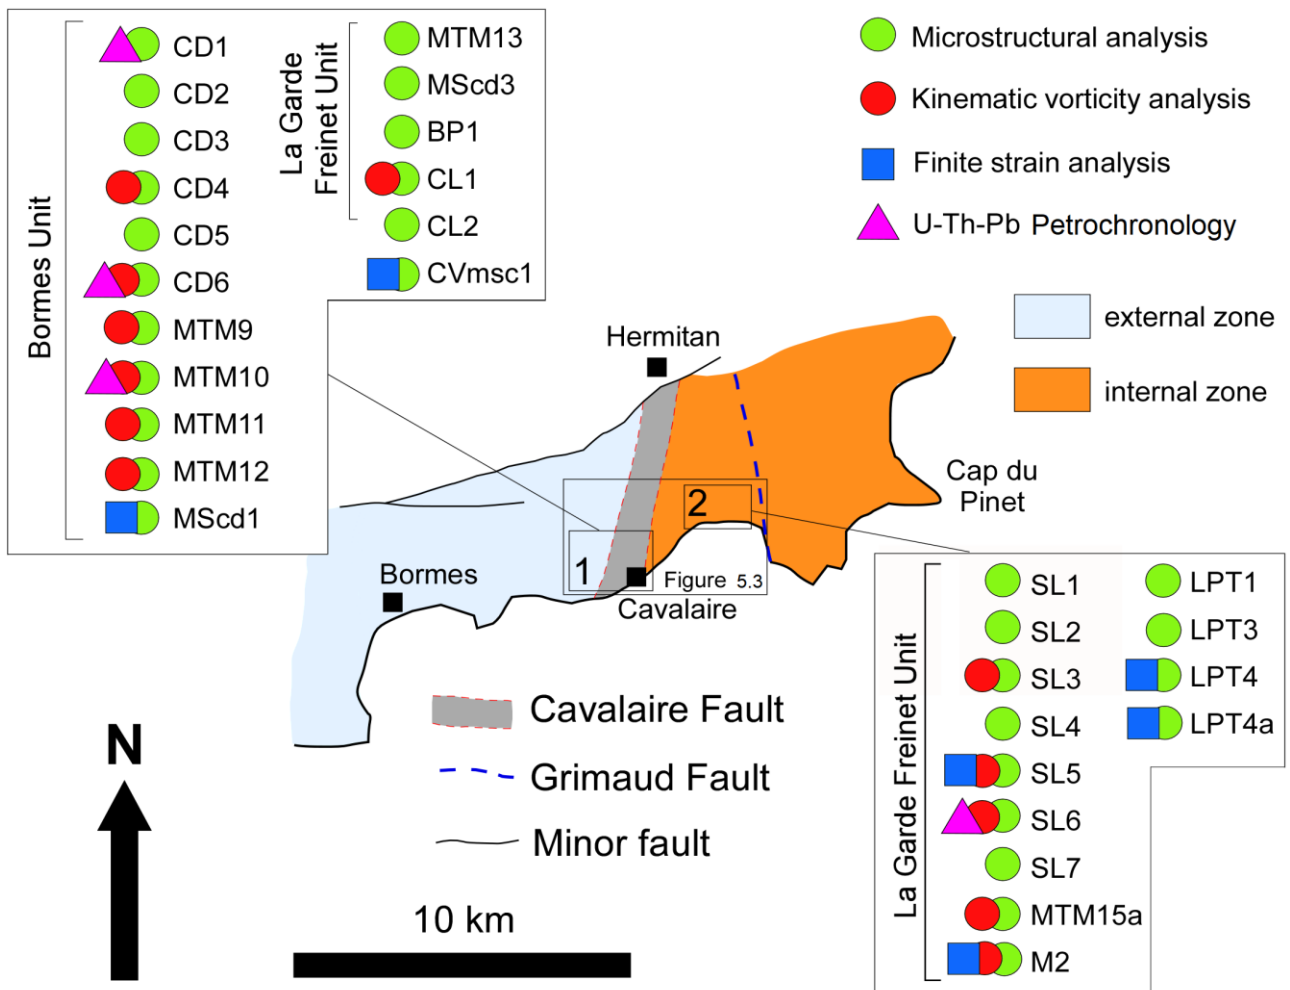 Bormes Unit
CD1
CD2
CD3
CD4
CD5
CD6
MTM9
MTM10
MTM11
MTM12
MScd1
La Garde
Freinet Unit
MTM13
MScd3
BP1
CL1
CL2
CVmsc1
Microstructural analysis
Kinematic vorticity analysis
Finite strain analysis
U-Th-Pb Petrochronology
external zone
internal zone
Hermitan
Cap du
Pinet
2
1
Figure 5.3
Bormes
Cavalaire
Cavalaire Fault
Grimaud Fault
Minor fault
N
10 km
La Garde Freinet Unit
SL1
SL2
SL3
SL4
SL5
SL6
SL7
MTM15a
M2
LPT1
LPT3
LPT4
LPT4a